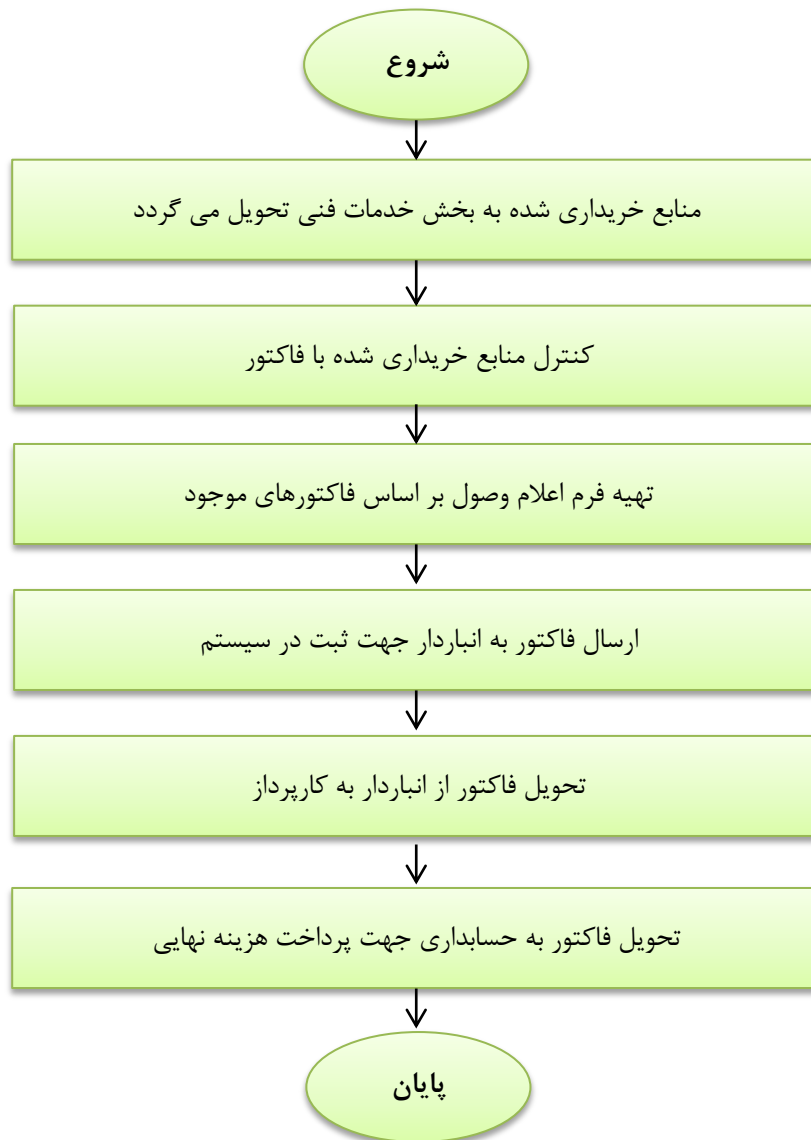 شروع
منابع خریداری شده به بخش خدمات فنی تحویل می گردد
کنترل منابع خریداری شده با فاکتور
تهیه فرم اعلام وصول بر اساس فاکتورهای موجود
ارسال فاکتور به انباردار جهت ثبت در سیستم
تحویل فاکتور از انباردار به کارپرداز
تحویل فاکتور به حسابداری جهت پرداخت هزینه نهایی
پایان